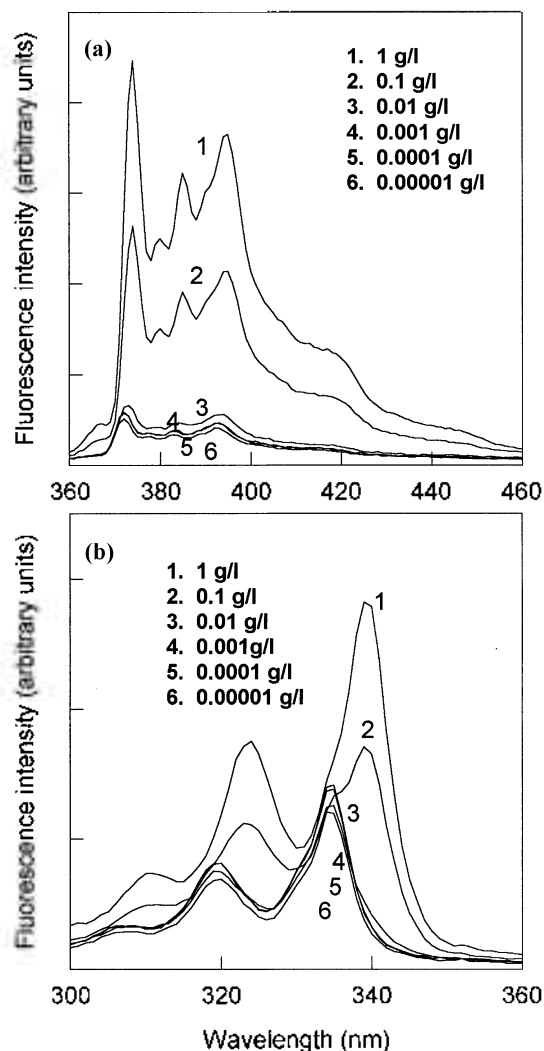 (a)
1. 1 g/l
2. 0.1 g/l
3. 0.01 g/l
4. 0.001 g/l
5. 0.0001 g/l
6. 0.00001 g/l
Fluorescence intensity (arbitrary units)
1
2
3
4
5
6
360 380 400 420 440 460
(b)
1. 1 g/l
2. 0.1 g/l
3. 0.01 g/l
4. 0.001g/l
5. 0.0001 g/l
6. 0.00001 g/l
Fluorescence intensity (arbitrary units)
1
2
3
4
5
6
300 320 340 360
Wavelength (nm)